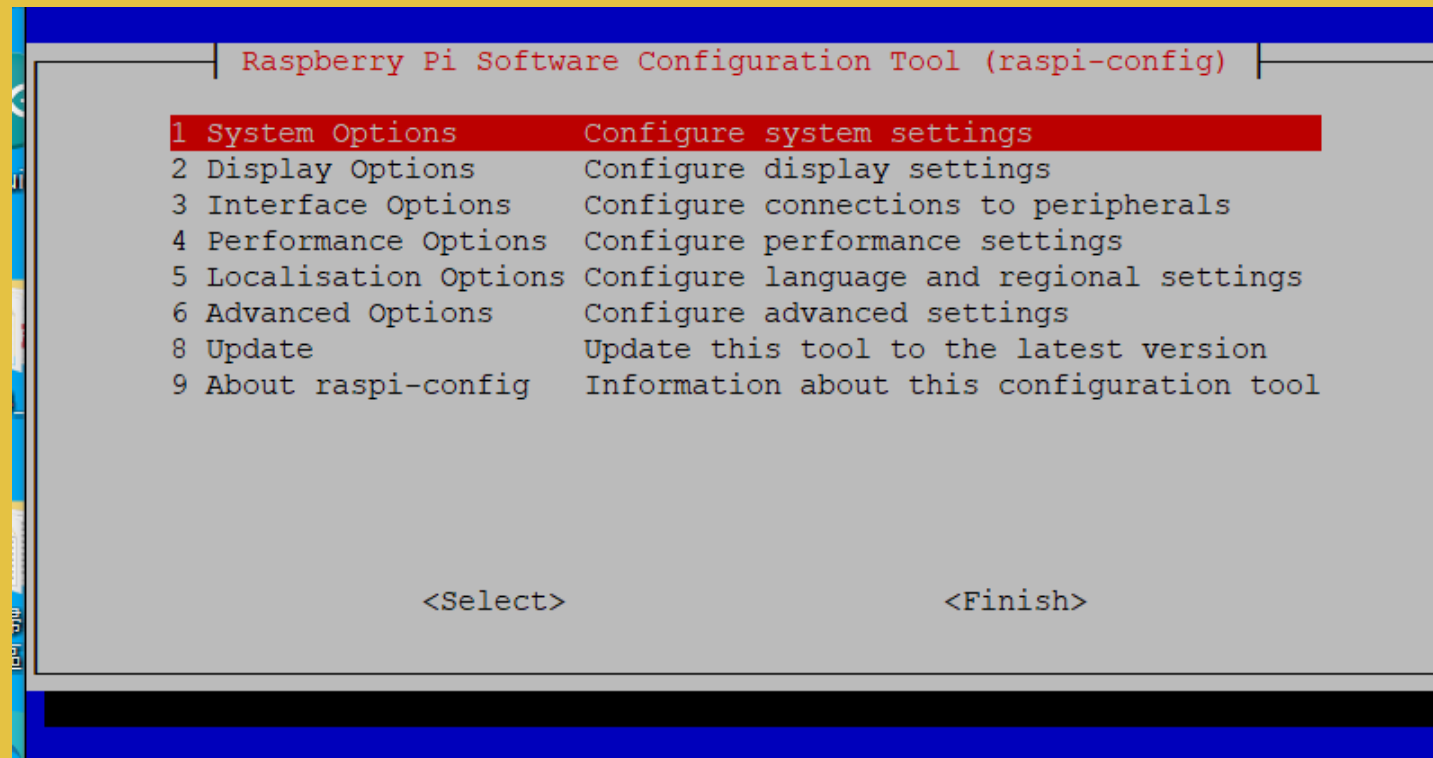 Raspberry Pi Software Configuration Tool (raspi-config)
1 System Options Configure system settings
2 Display Options Configure display settings
3 Interface Options Configure connections to peripherals
4 Performance Options Configure performance settings
5 Localisation Options Configure language and regional settings
6 Advanced Options Configure advanced settings
8 Update Update this tool to the latest version
9 About raspi-config Information about this configuration tool
<Select> <Finish>